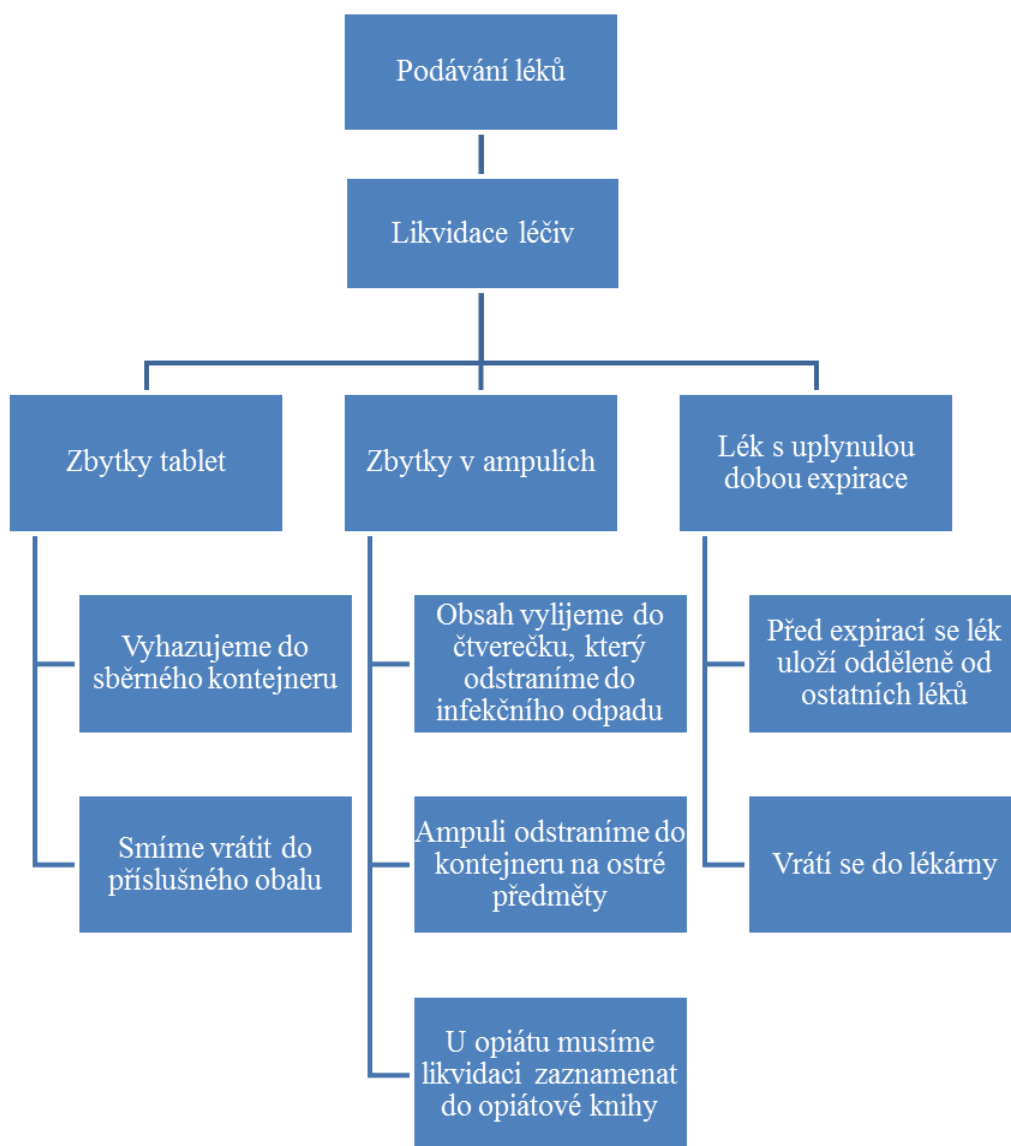 Podávání léků
Likvidace léčiv
Zbytky tablet
Zbytky v ampulích
Lék s uplynulou
dobou expirace
Vyhazujeme do
sběrného kontejneru
Smíme vrátit do
příslušného obalu
Obsah vylijeme do
čtverečku, který
odstraníme do
infekčního odpadu
Ampuli odstraníme do
kontejneru na ostré
předměty
U opiátu musíme
likvidaci zaznamenat
do opiátové knihy
Před expirací se lék
uloží odděleně od
ostatních léků
Vrátí se do lékárny